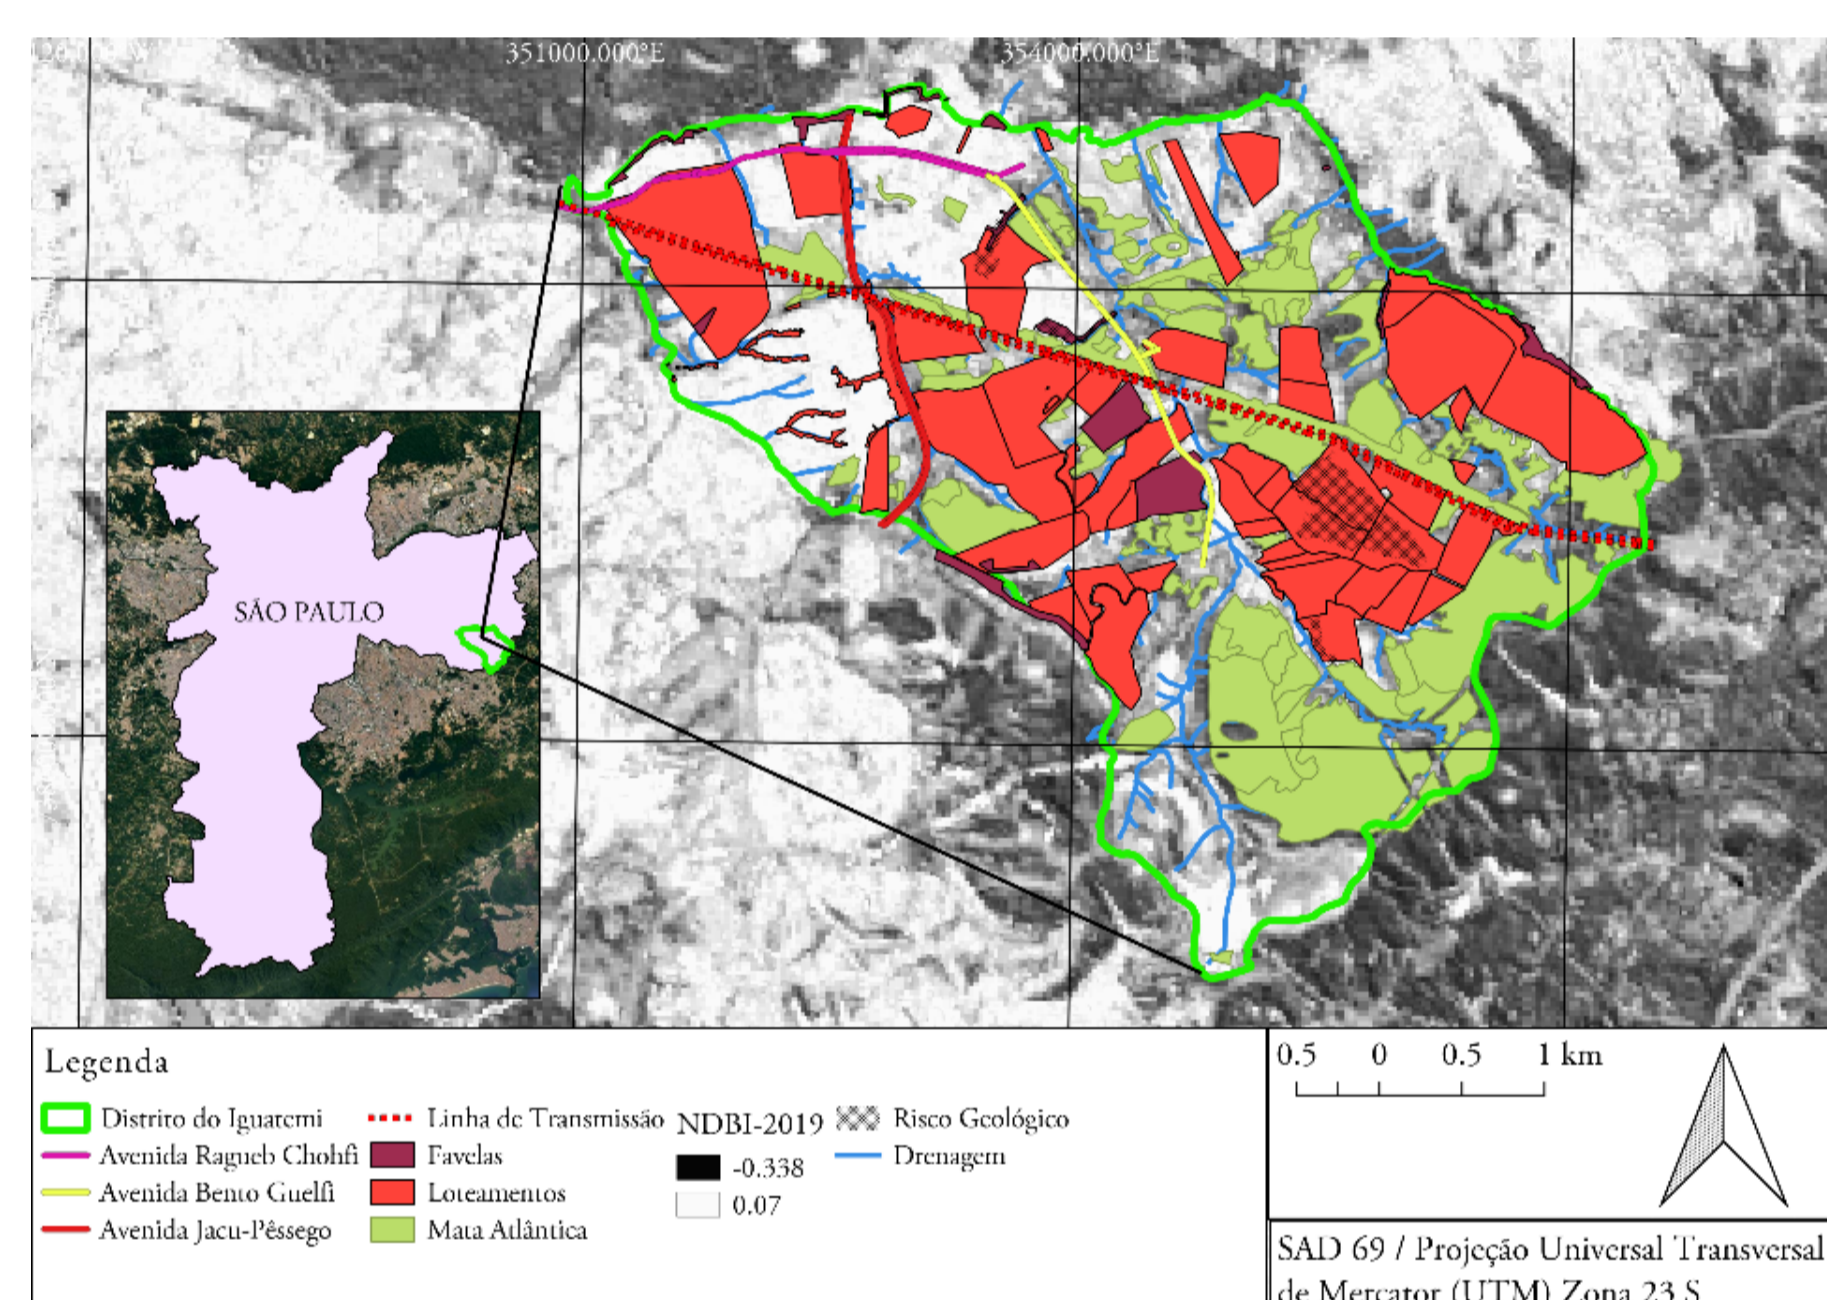 351000.000°E
354000.000°E
SÃO PAULO
Legenda
Distrito do Iguatemi
Avenida Ragueb Chohfi
Avenida Bento Guelfi
Avenida Jacu-Pêssego
Linha de Transmissão
Favelas
Loteamentos
Mata Atlântica
NDBI-2019
-0.338
0.07
Risco Geológico
Drenagem
0.5 0 0.5 1 km
SAD 69 / Projeção Universal Transversal
de Mercator (UTM) Zona 23 S